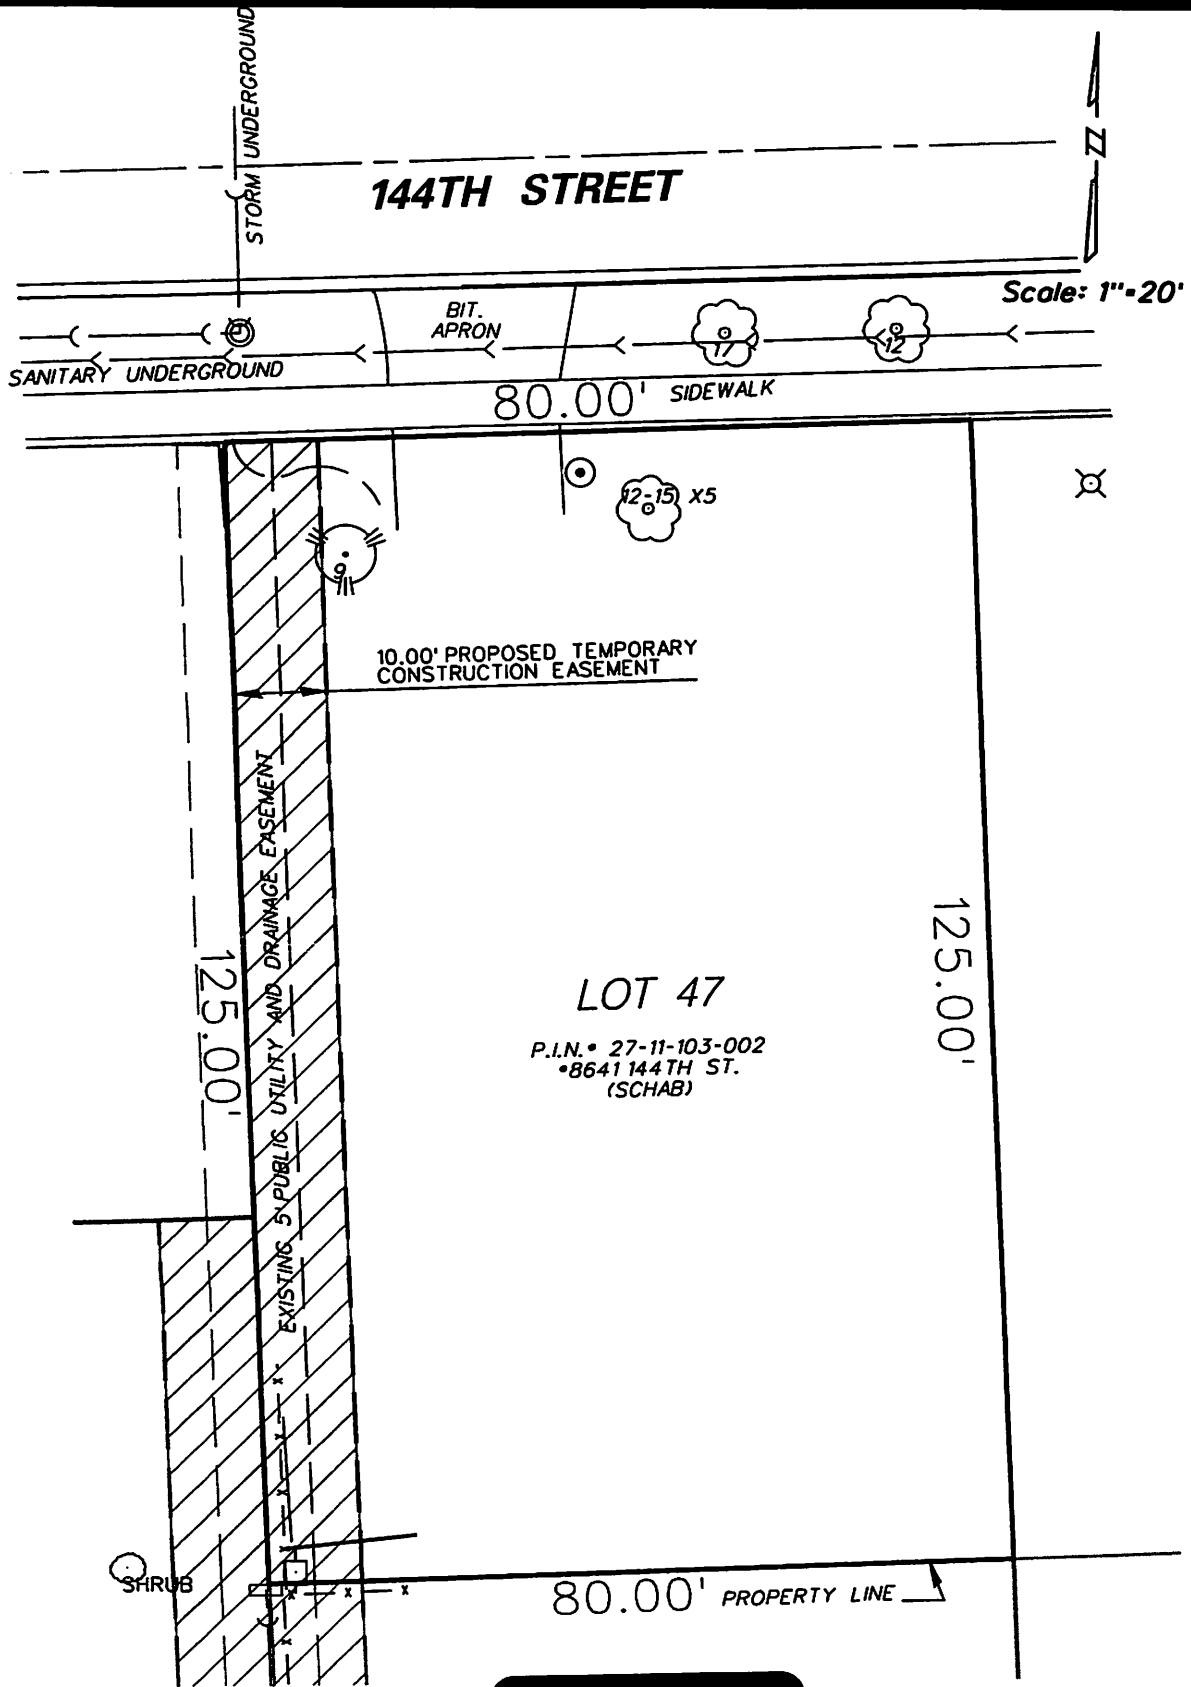 STORM UNDERGROUND
144TH STREET
N
Scale: 1"=20'
BIT.
APRON
17
12
SANITARY UNDERGROUND
80.00' SIDEWALK
12-15 X5
9
10.00' PROPOSED TEMPORARY
CONSTRUCTION EASEMENT
EXISTING 5' PUBLIC UTILITY AND DRAINAGE EASEMENT
125.00'
125.00'
LOT 47
P.I.N.• 27-11-103-002
•8641 144TH ST.
(SCHAB)
SHRUB
80.00' PROPERTY LINE